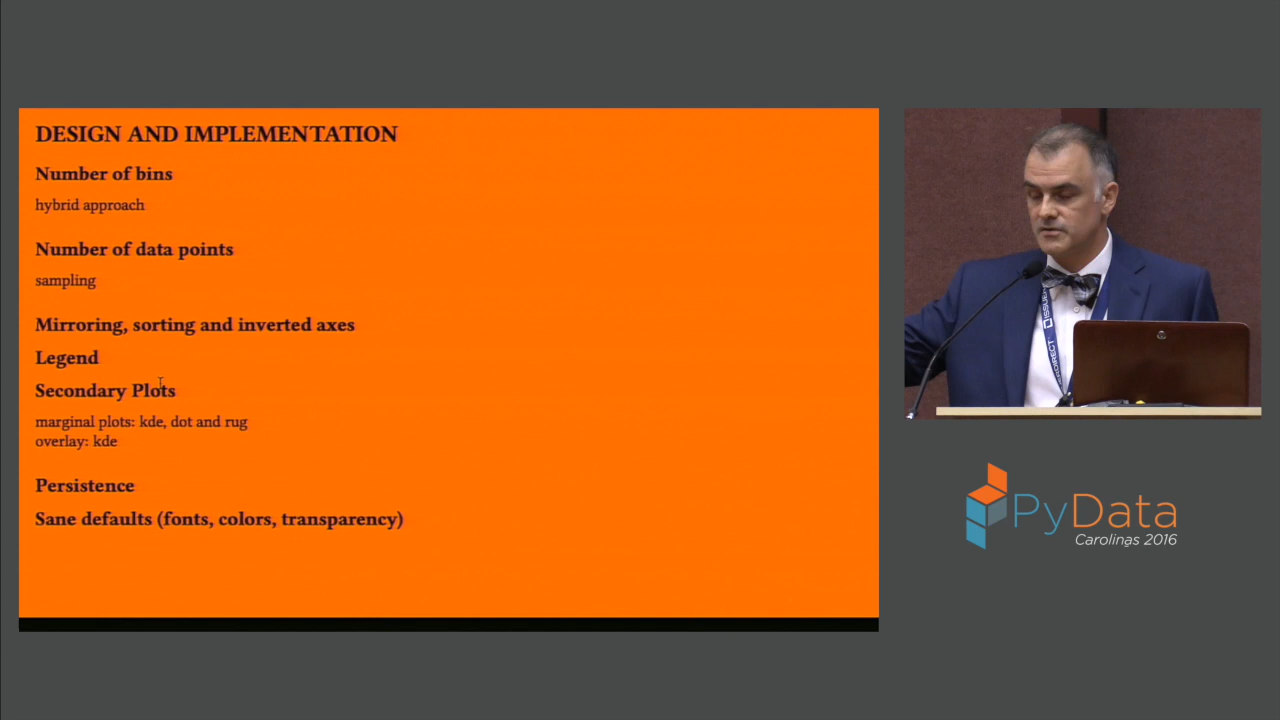 DESIGN AND IMPLEMENTATION
Number of bins
hybrid approach
Number of data points
sampling
Mirroring, sorting and inverted axes
Legend
Secondary Plots
marginal plots: kde, dot and rug
overlay: kde
Persistence
Sane defaults (fonts, colors, transparency)
PyData
Carolinas 2016